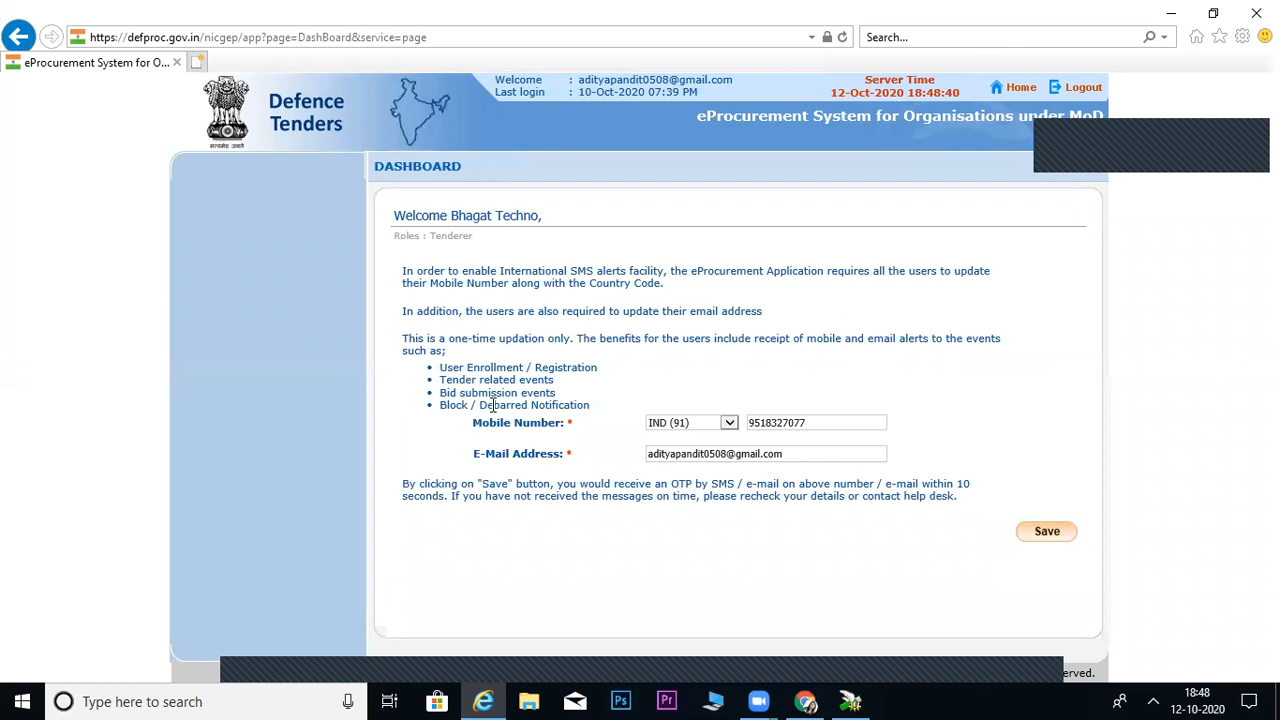 https://defproc.gov.in/nicgep/app?page=DashBoard&service=page
Search...
eProcurement System for O...
Defence
Tenders
सत्यमेव जयते
Welcome : adityapandit0508@gmail.com
Last login : 10-Oct-2020 07:39 PM
Server Time
12-Oct-2020 18:48:40
Home
Logout
eProcurement System for Organisations under MoD
DASHBOARD
Welcome Bhagat Techno,
Roles : Tenderer
In order to enable International SMS alerts facility, the eProcurement Application requires all the users to update
their Mobile Number along with the Country Code.
In addition, the users are also required to update their email address
This is a one-time updation only. The benefits for the users include receipt of mobile and email alerts to the events
such as;
• User Enrollment / Registration
• Tender related events
• Bid submission events
• Block / Debarred Notification
Mobile Number: * IND (91) 9518327077
E-Mail Address: * adityapandit0508@gmail.com
By clicking on "Save" button, you would receive an OTP by SMS / e-mail on above number / e-mail within 10
seconds. If you have not received the messages on time, please recheck your details or contact help desk.
Save
erved.
Type here to search
Ps
Pr
18:48
12-10-2020